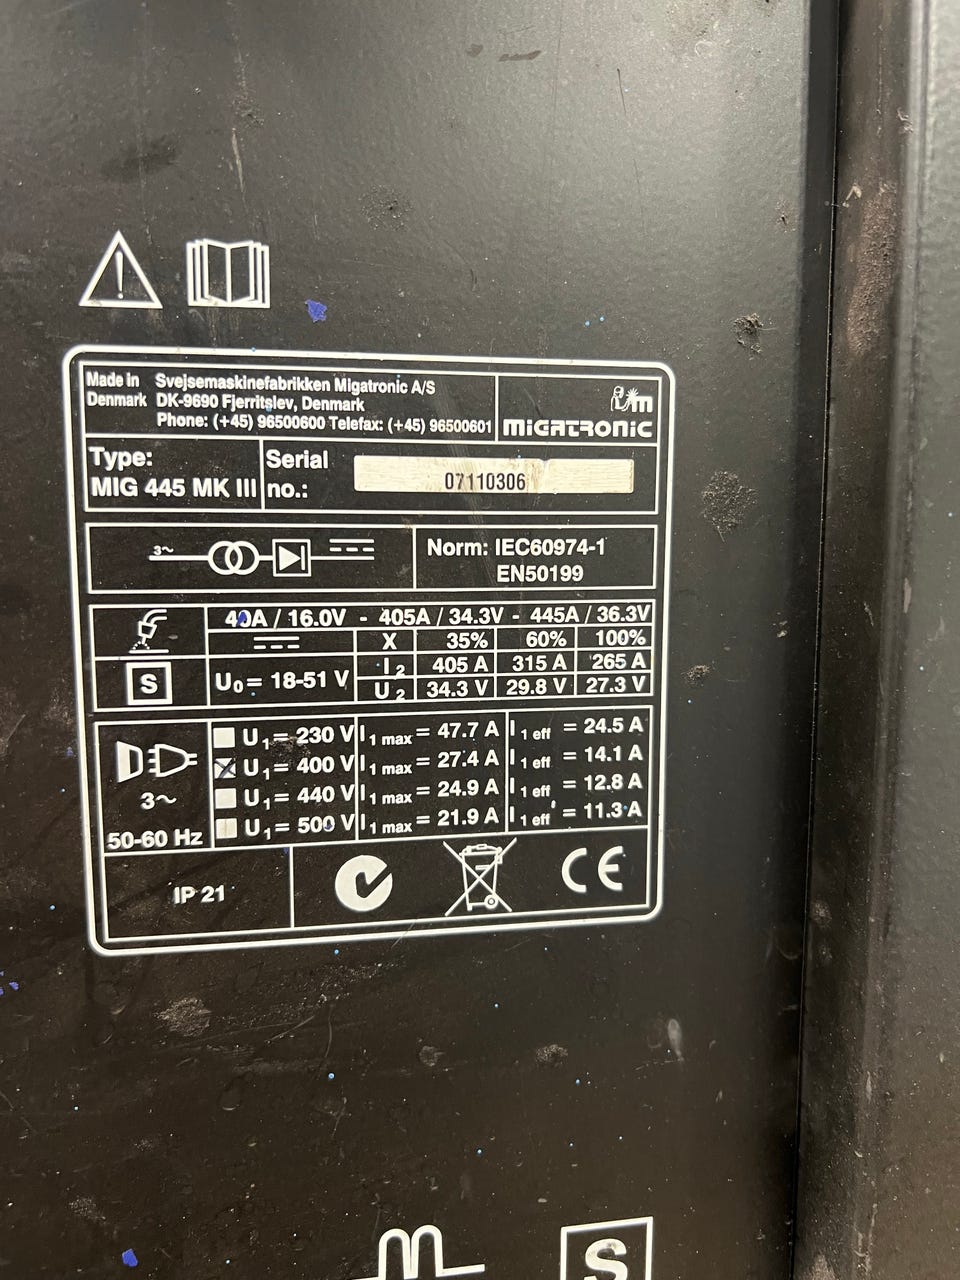 Made in Svejsemaskinefabrikken Migatronic A/S
Denmark DK-9690 Fjerritslev, Denmark
Phone: (+45) 96500600 Telefax: (+45) 96500601
m
MIGATRONIC
Type:
MIG 445 MK III
Serial
no.:
07110306
3~
Norm: IEC60974-1
EN50199
40A / 16.0V - 405A / 34.3V - 445A / 36.3V
X 35% 60% 100%
S
U₀= 18-51 V
I₂ 405 A 315 A 265 A
U₂ 34.3 V 29.8 V 27.3 V
U₁= 230 V I₁ max = 47.7 A I₁ eff = 24.5 A
U₁= 400 V I₁ max = 27.4 A I₁ eff = 14.1 A
U₁= 440 V I₁ max = 24.9 A I₁ eff = 12.8 A
U₁= 500 V I₁ max = 21.9 A I₁ eff = 11.3 A
3~
50-60 Hz
IP 21
CE
S